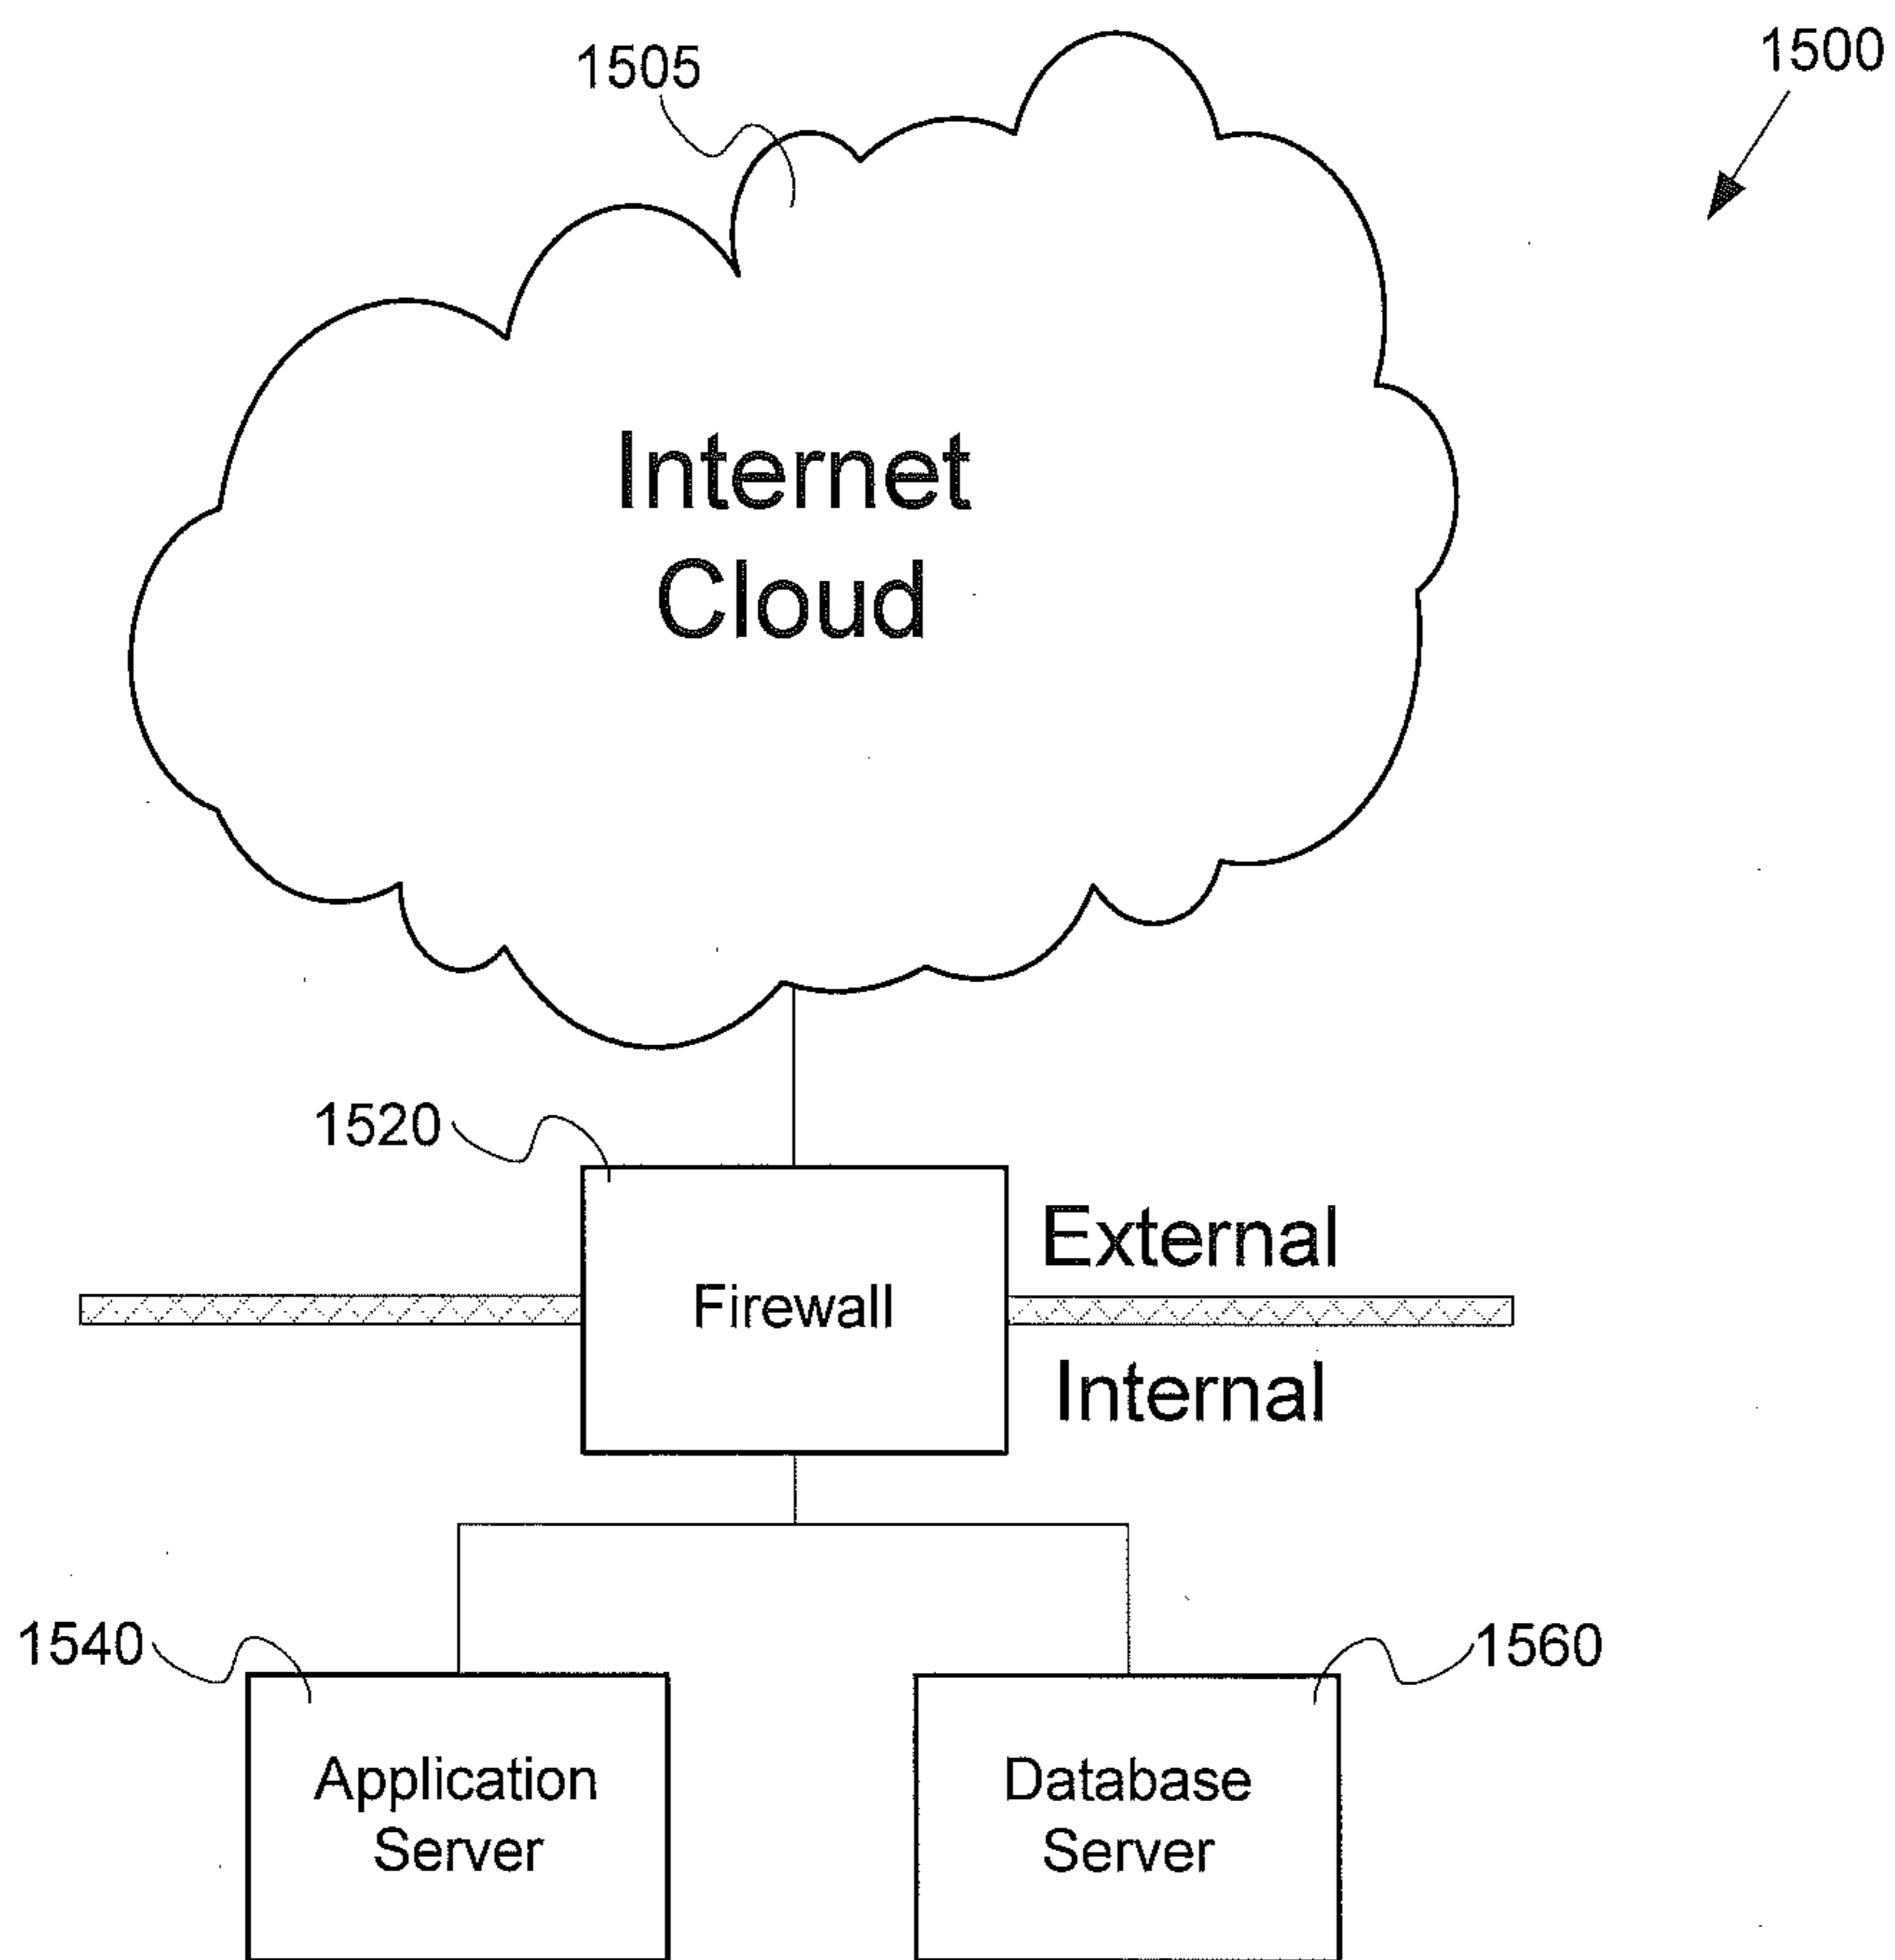 1500
1505
Internet
Cloud
1520
External
Firewall
Internal
1540
1560
Application
Server
Database
Server